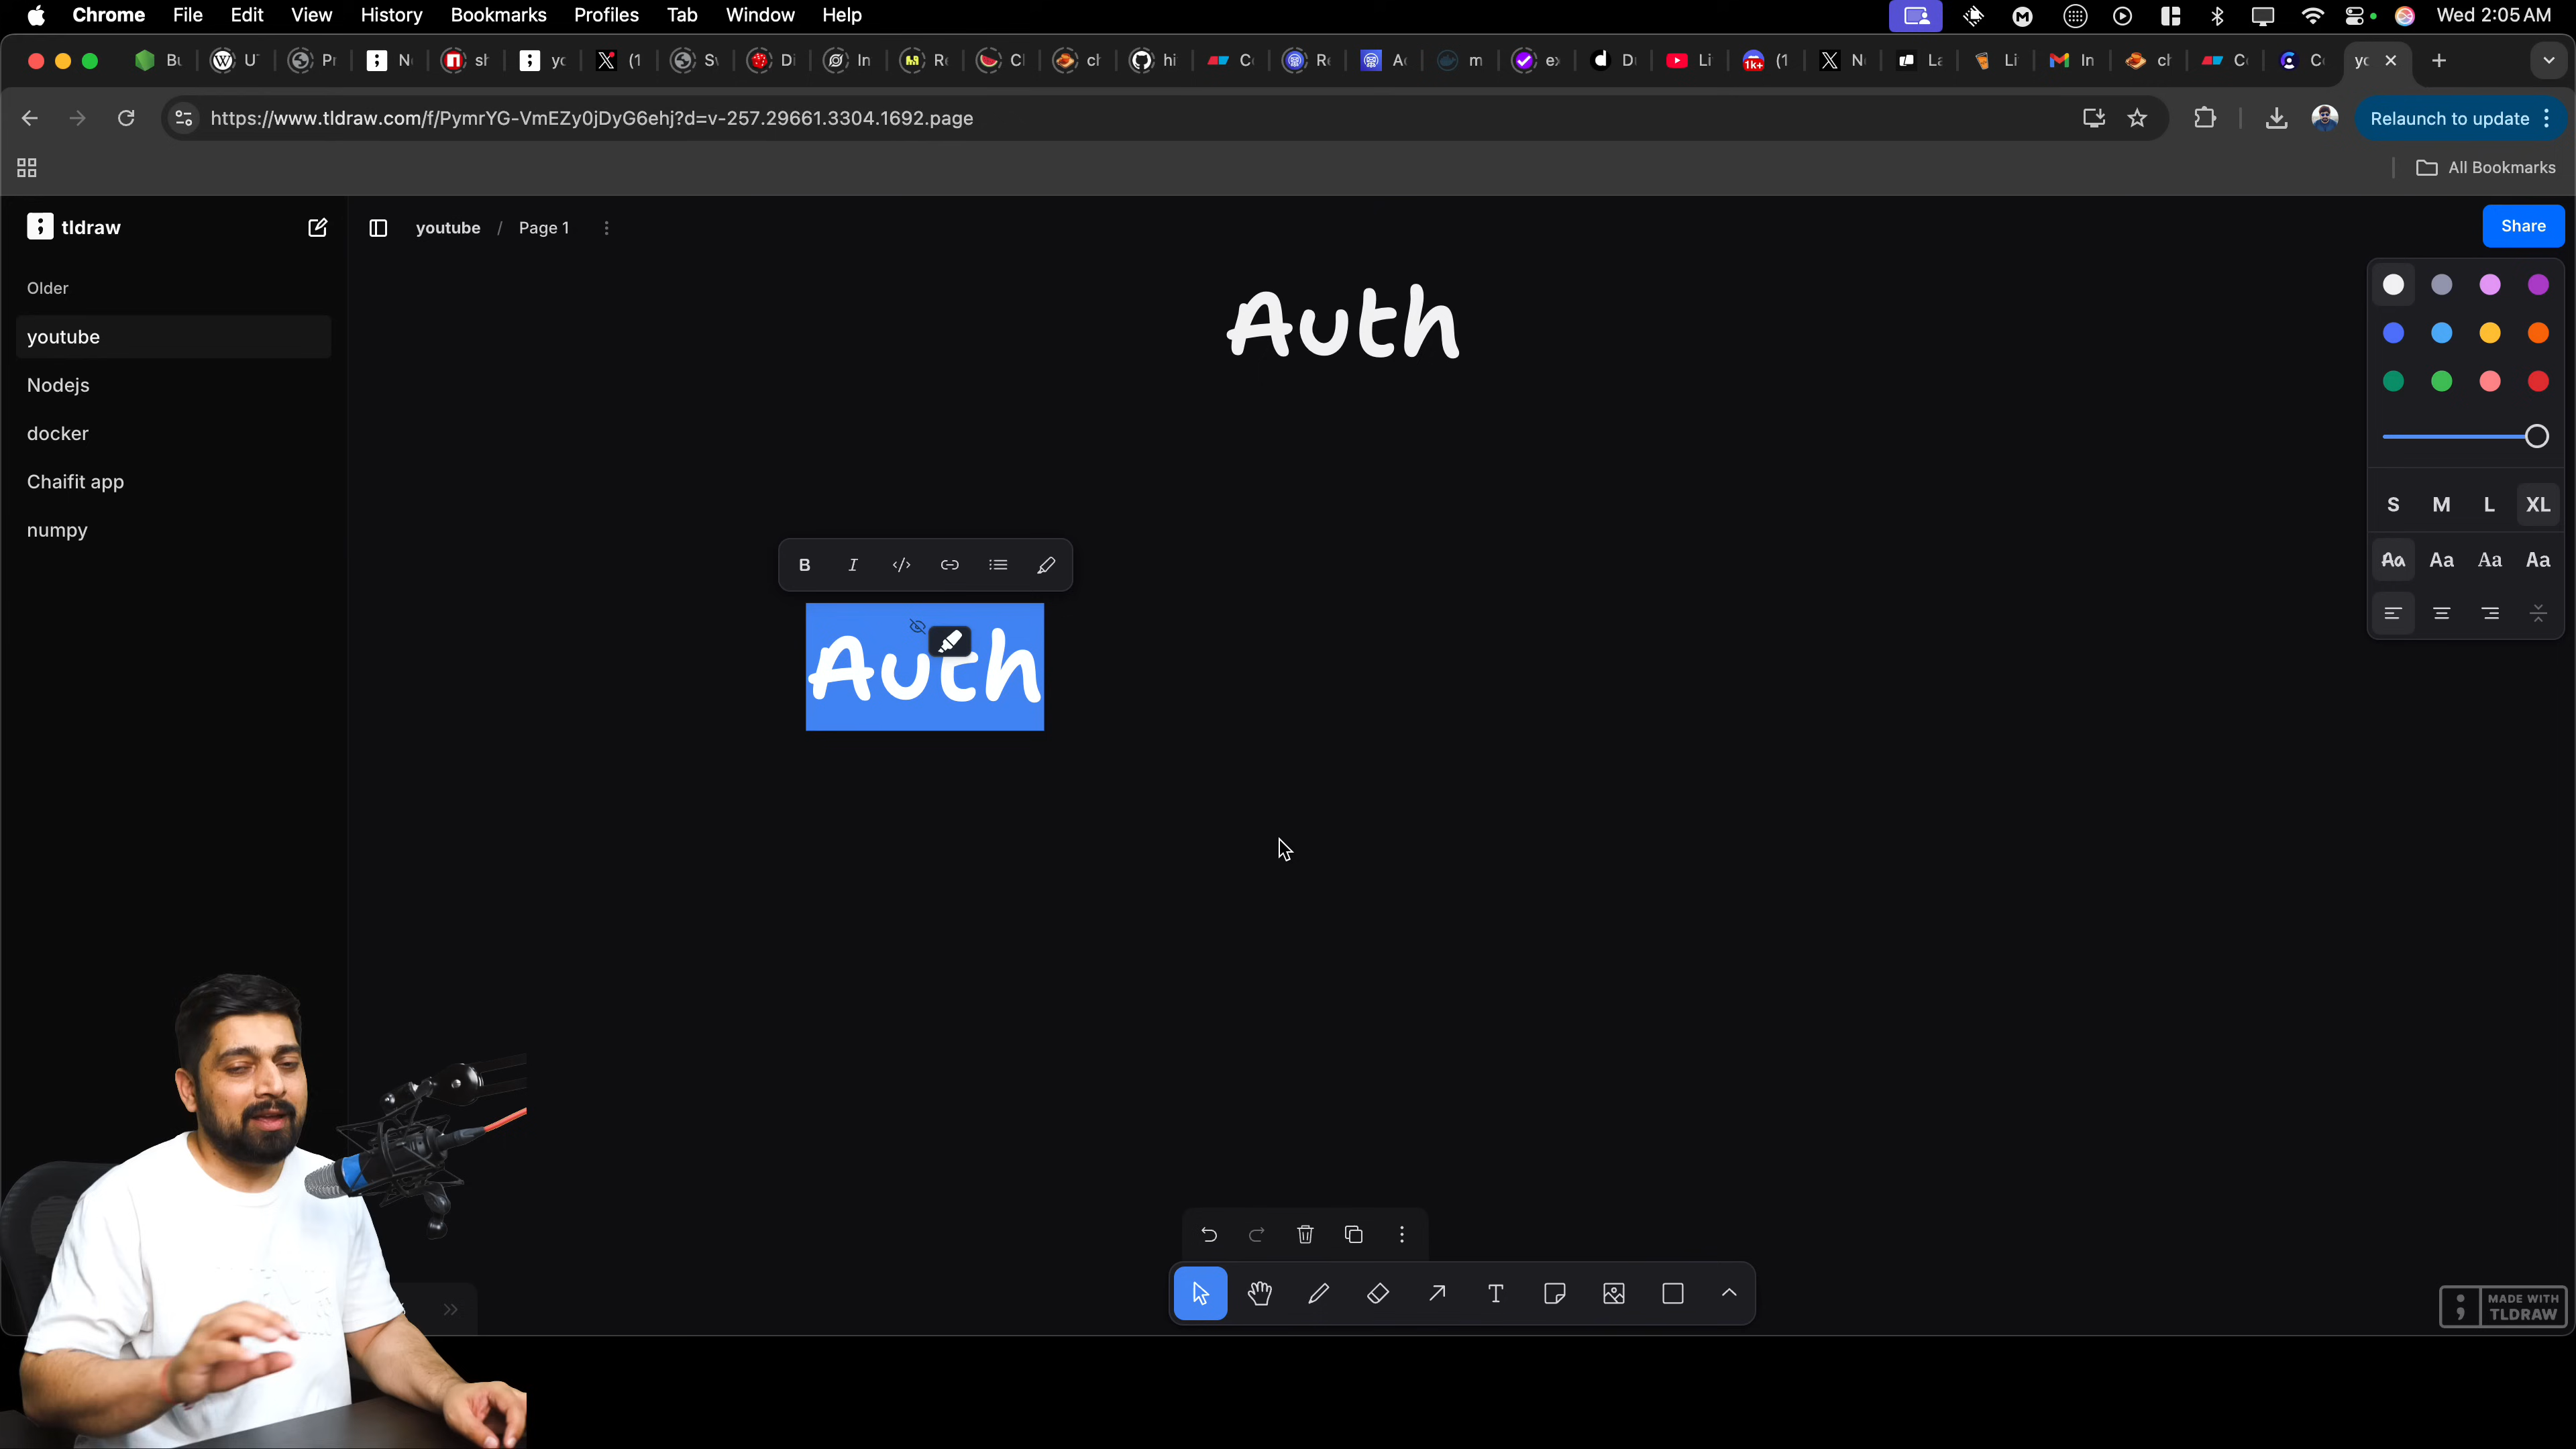 Chrome File Edit View History Bookmarks Profiles Tab Window Help Wed 2:05 AM
https://www.tldraw.com/f/PymrYG-VmEZy0jDyG6ehj?d=v-257.29661.3304.1692.page
Relaunch to update
All Bookmarks
tldraw
youtube / Page 1
Share
Older
youtube
Nodejs
docker
Chaifit app
numpy
Auth
B I </>
Auth
S M L XL
Aa Aa Aa Aa
T
MADE WITH
TLDRAW